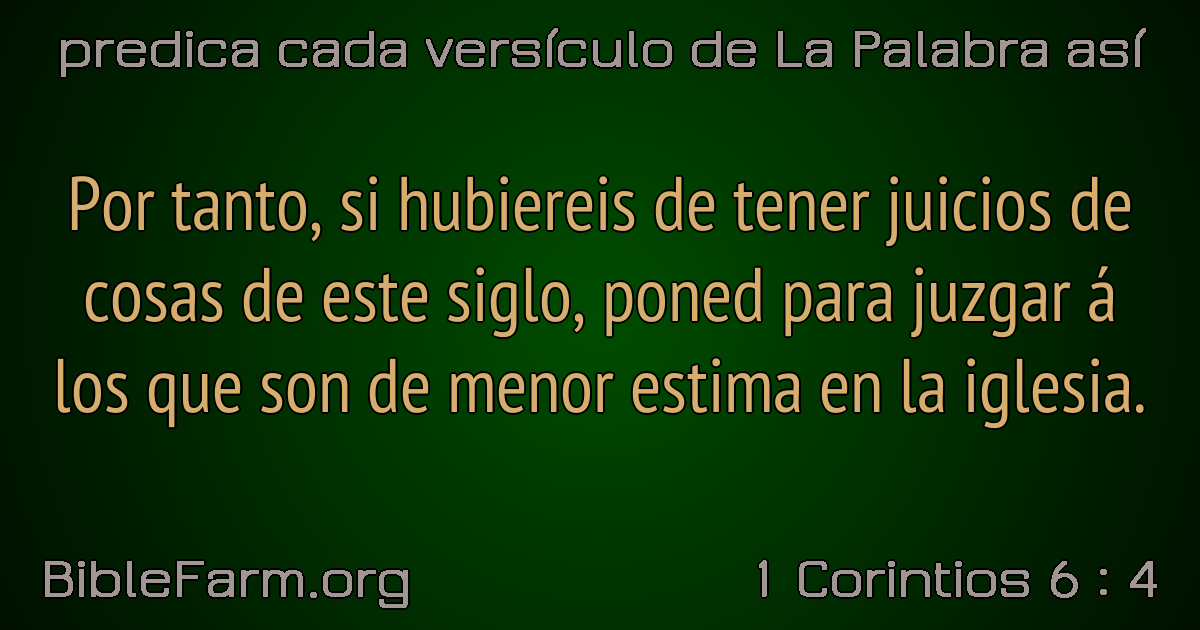 predica cada versículo de La Palabra así
Por tanto, si hubiereis de tener juicios de
cosas de este siglo, poned para juzgar á
los que son de menor estima en la iglesia.
BibleFarm.org
1 Corintios 6 : 4